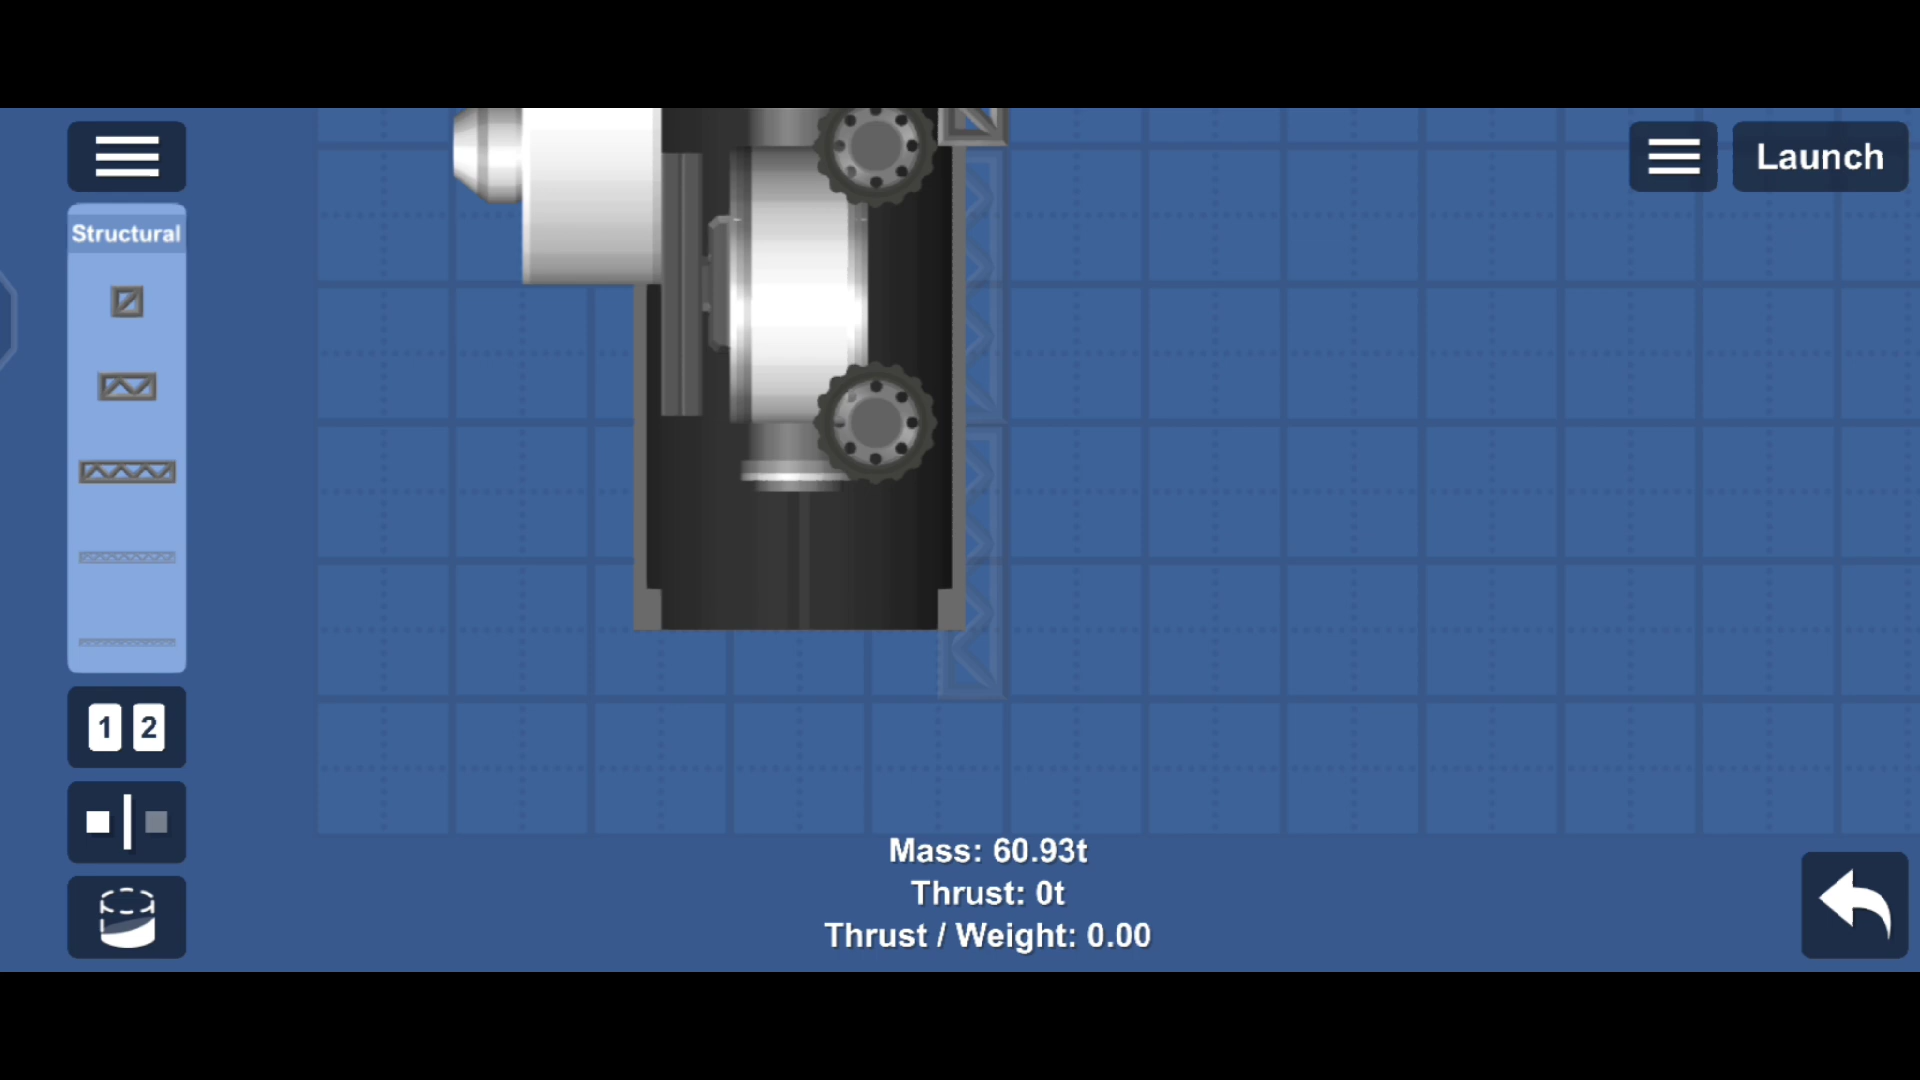 Launch
Structural
1 2
Mass: 60.93t
Thrust: 0t
Thrust / Weight: 0.00